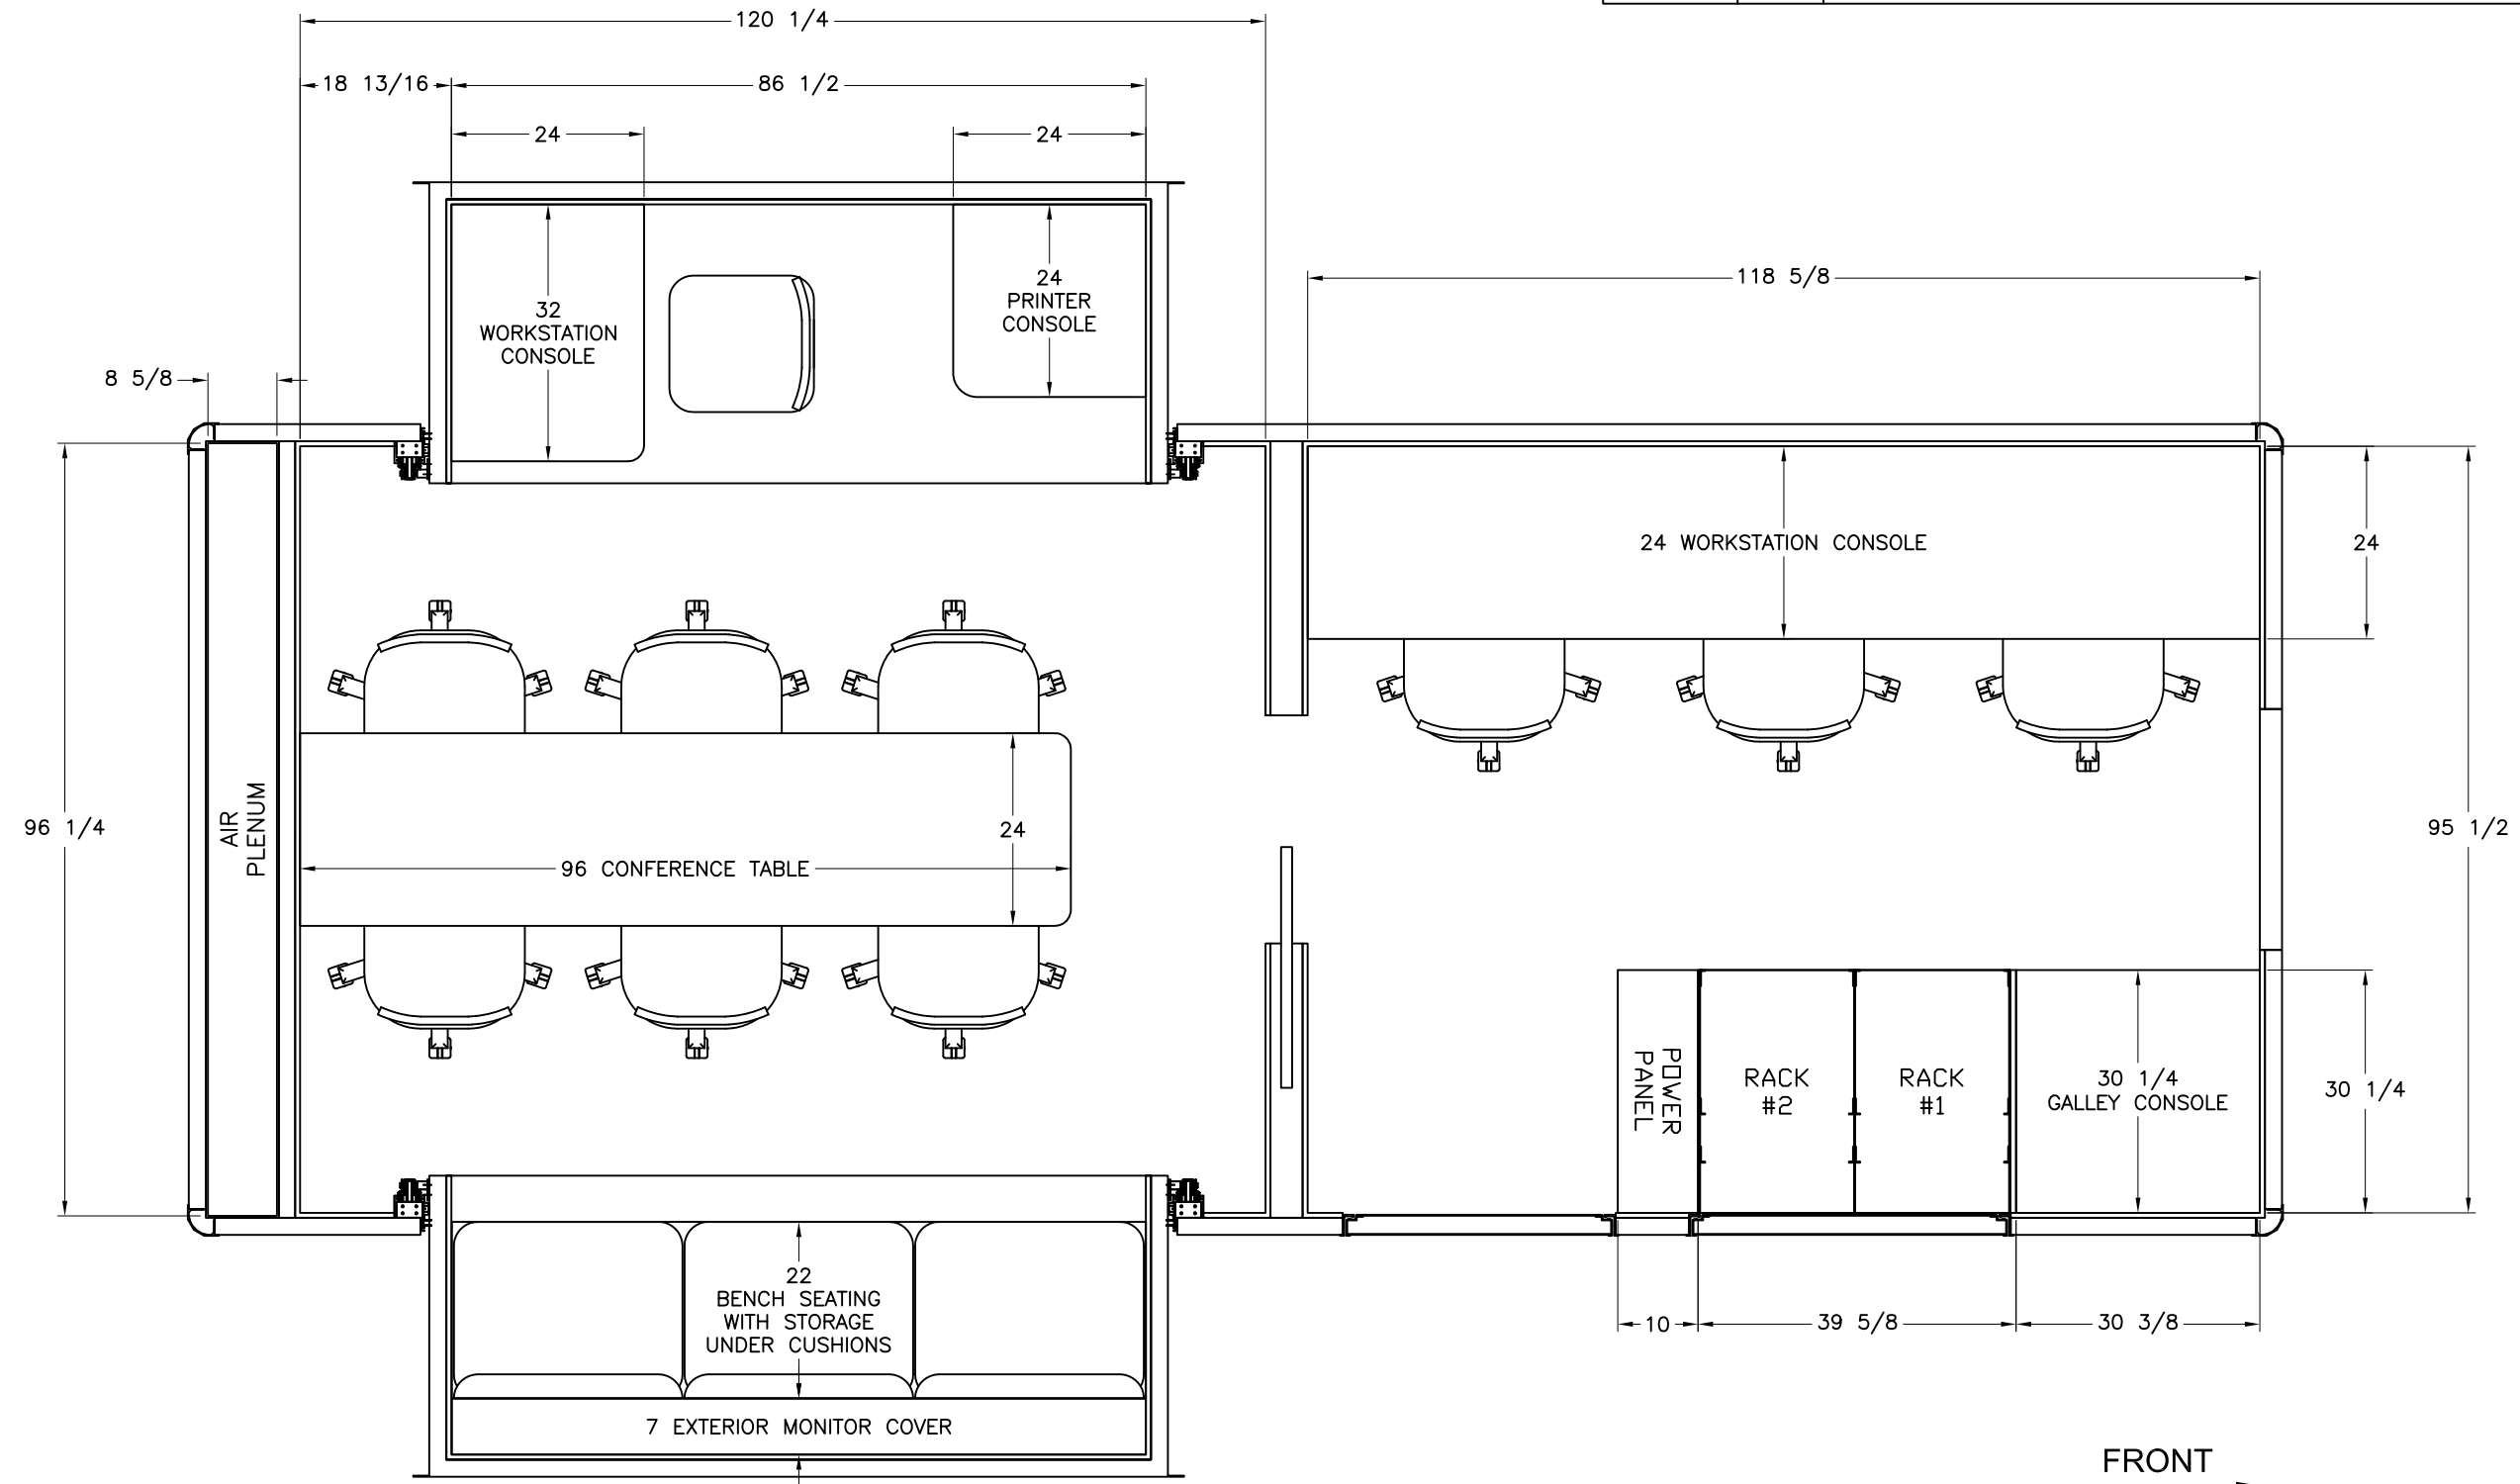 120 1/4
18 13/16
86 1/2
24
24
118 5/8
32
WORKSTATION
CONSOLE
24
PRINTER
CONSOLE
8 5/8
24 WORKSTATION CONSOLE
24
96 1/4
AIR
PLENUM
24
96 CONFERENCE TABLE
95 1/2
POWER
PANEL
RACK
#2
RACK
#1
30 1/4
GALLEY CONSOLE
30 1/4
22
BENCH SEATING
WITH STORAGE
UNDER CUSHIONS
10
39 5/8
30 3/8
7 EXTERIOR MONITOR COVER
FRONT